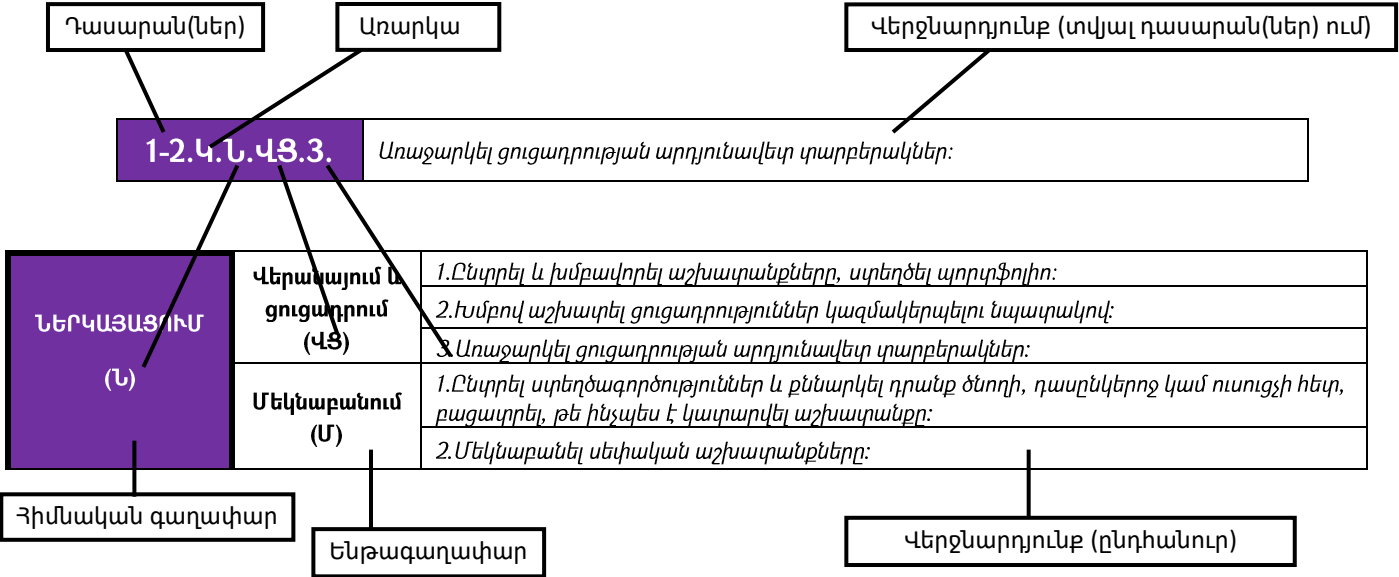 Դասարան(ներ)
Առարկա
Վերջնարդյունք (տվյալ դասարան(ներ) ում)
1-2.Կ.Ն.ՎՑ.3.
Առաջարկել ցուցադրության արդյունավետ տարբերակներ:
ՆԵՐԿԱՅԱՑՈՒՄ
(Ն)
Վերանայում և
ցուցադրում
(ՎՑ)
1.Ընտրել և խմբավորել աշխատանքները, ստեղծել պորտֆոլիո:
2.Խմբով աշխատել ցուցադրություններ կազմակերպելու նպատակով:
3.Առաջարկել ցուցադրության արդյունավետ տարբերակներ:
Մեկնաբանում
(Մ)
1.Ընտրել ստեղծագործություններ և քննարկել դրանք ծնողի, դասընկերոջ կամ ուսուցչի հետ,
բացատրել, թե ինչպես է կատարվել աշխատանքը:
2.Մեկնաբանել սեփական աշխատանքները:
Հիմնական գաղափար
Ենթագաղափար
Վերջնարդյունք (ընդհանուր)